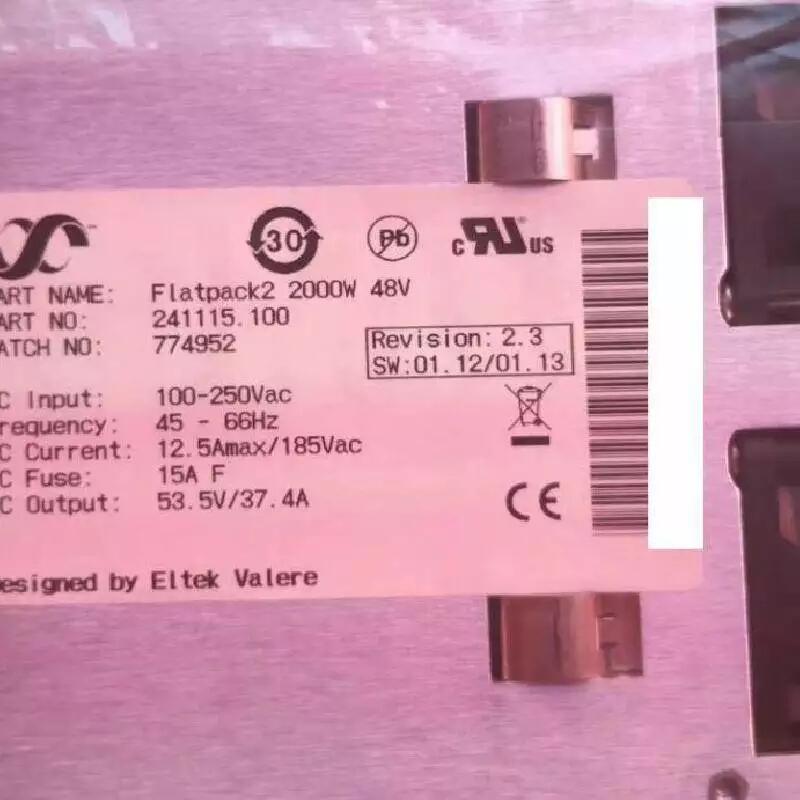 30
Pb
c RU US
ART NAME: Flatpack2 2000W 48V
ART NO: 241115.100
ATCH NO: 774952
Revision: 2.3
SW:01.12/01.13
C Input: 100-250Vac
requency: 45 - 66Hz
C Current: 12.5Amax/185Vac
C Fuse: 15A F
C Output: 53.5V/37.4A
CE
esigned by Eltek Valere